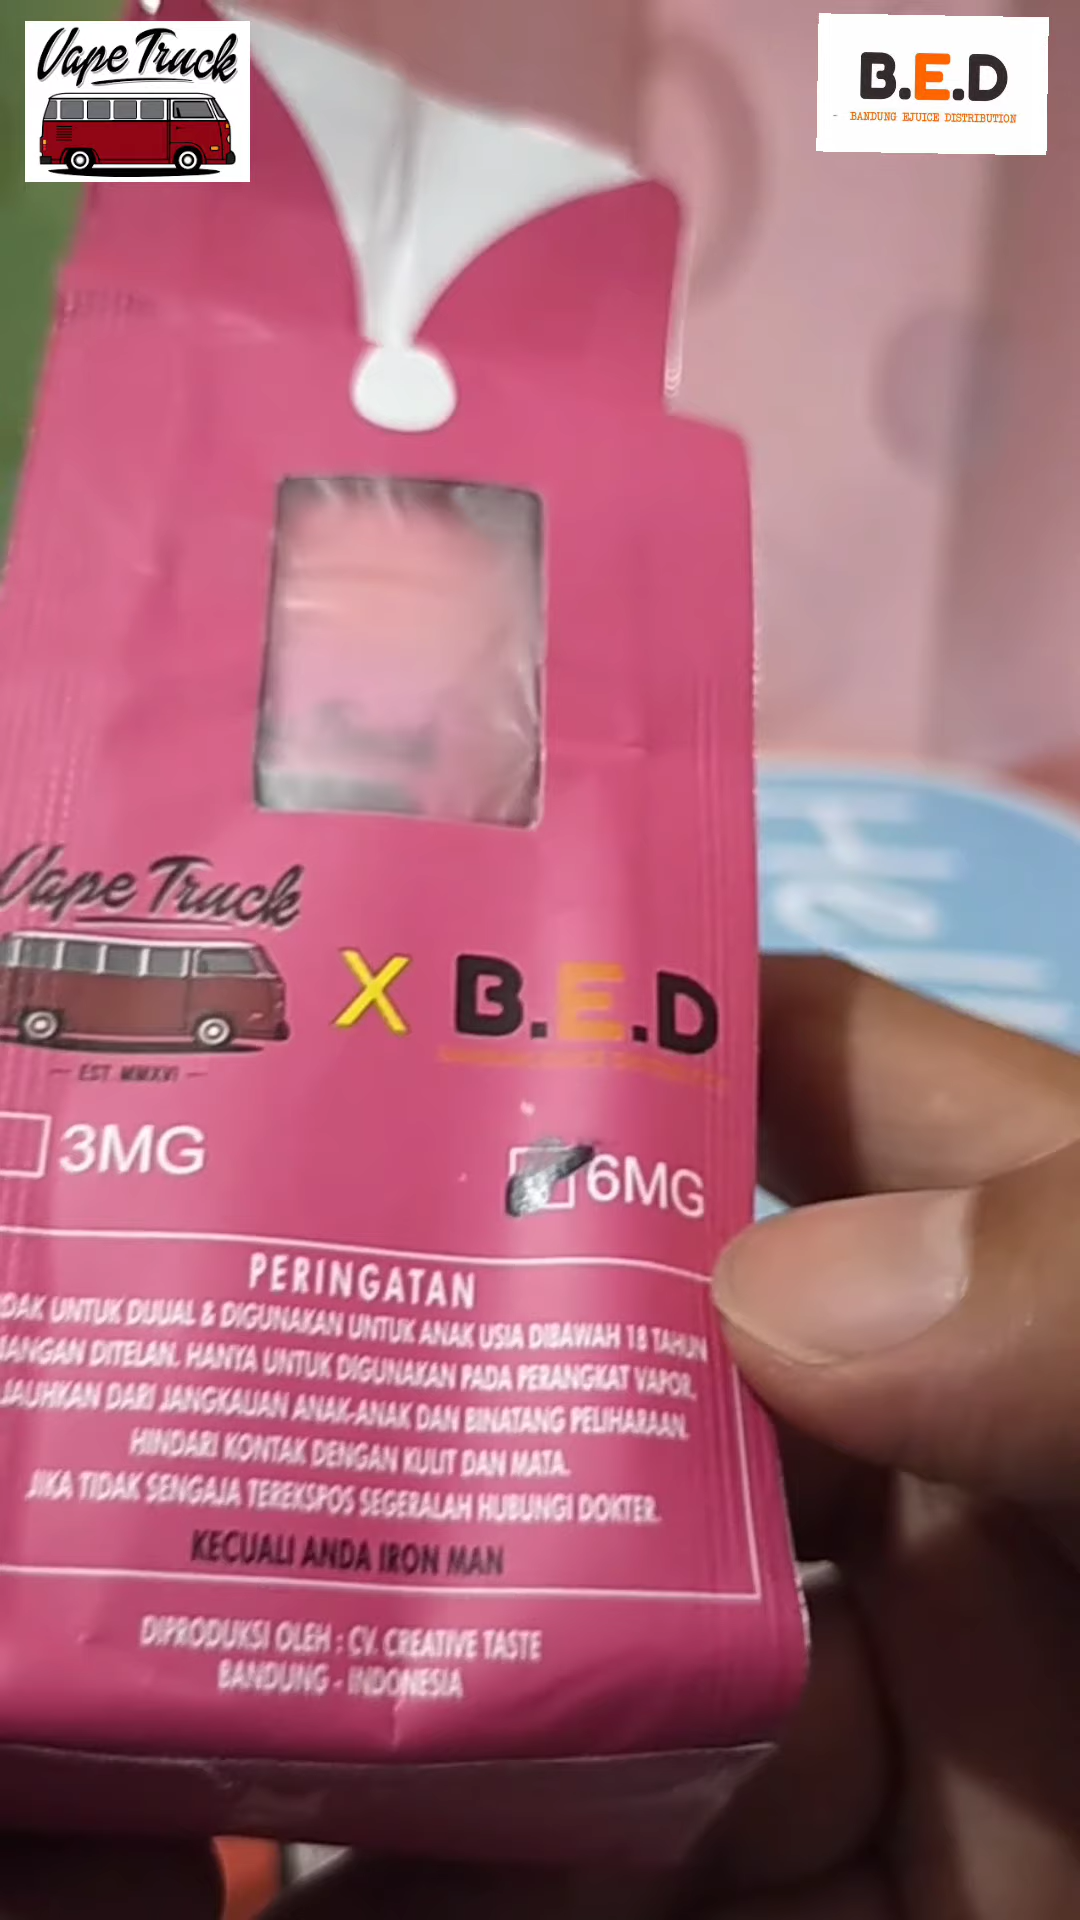 Vape Truck
B.E.D
- BANDUNG EJUICE DISTRIBUTION
Vape Truck
X B.E.D
EST MMXVI
3MG
6MG
PERINGATAN
DAK UNTUK DIJUAL & DIGUNAKAN UNTUK ANAK USIA DIBAWAH 18 TAHUN
JANGAN DITELAN. HANYA UNTUK DIGUNAKAN PADA PERANGKAT VAPOR.
JAUHKAN DARI JANGKAUAN ANAK-ANAK DAN BINATANG PELIHARAAN.
HINDARI KONTAK DENGAN KULIT DAN MATA.
JIKA TIDAK SENGAJA TEREKSPOS SEGERALAH HUBUNGI DOKTER.
KECUALI ANDA IRON MAN
DIPRODUKSI OLEH : CV. CREATIVE TASTE
BANDUNG - INDONESIA